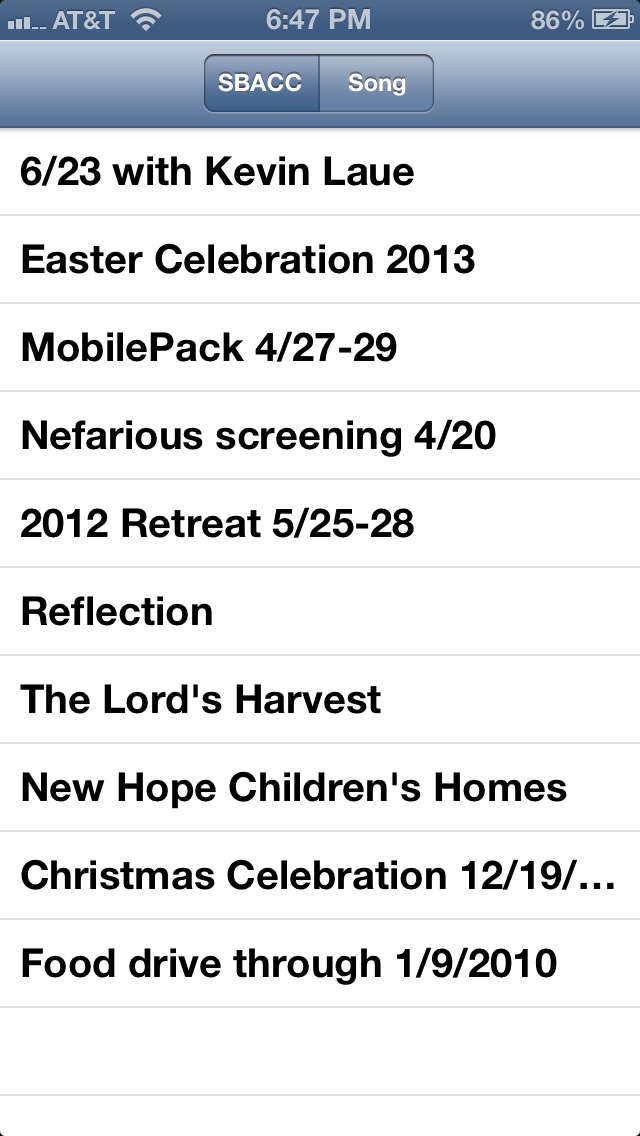 AT&T 6:47 PM 86%
SBACC Song
6/23 with Kevin Laue
Easter Celebration 2013
MobilePack 4/27-29
Nefarious screening 4/20
2012 Retreat 5/25-28
Reflection
The Lord's Harvest
New Hope Children's Homes
Christmas Celebration 12/19/...
Food drive through 1/9/2010